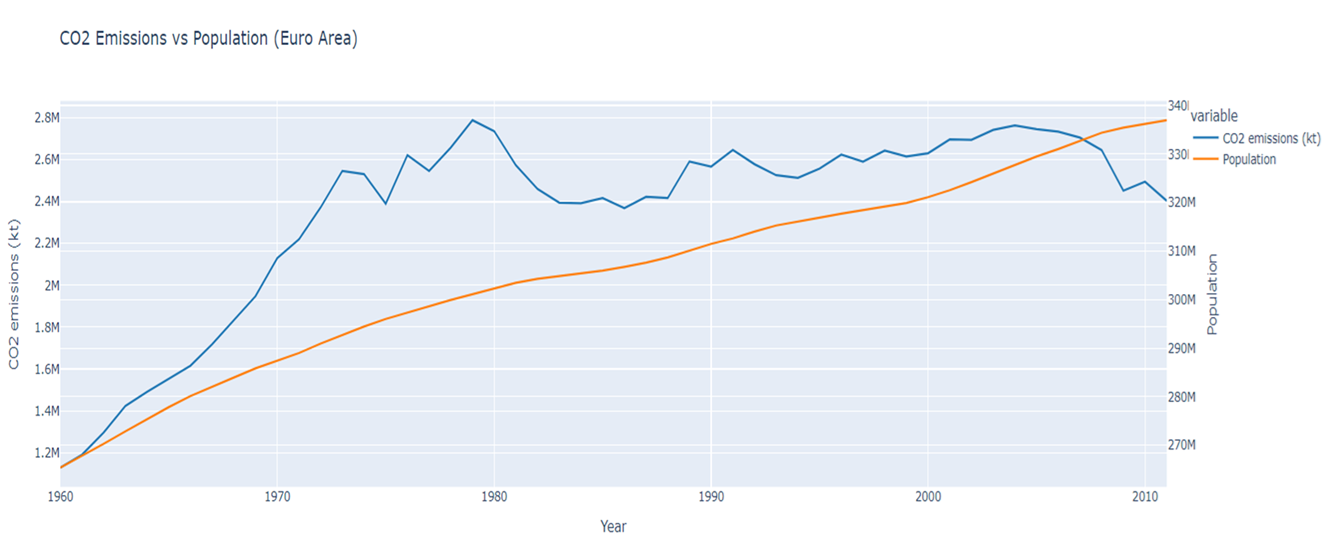 CO2 Emissions vs Population (Euro Area)
variable
CO2 emissions (kt)
Population
CO2 emissions (kt)
2.8M
2.6M
2.4M
2.2M
2M
1.8M
1.6M
1.4M
1.2M
340
330
320M
310M
300M
290M
280M
270M
Population
1960
1970
1980
1990
2000
2010
Year